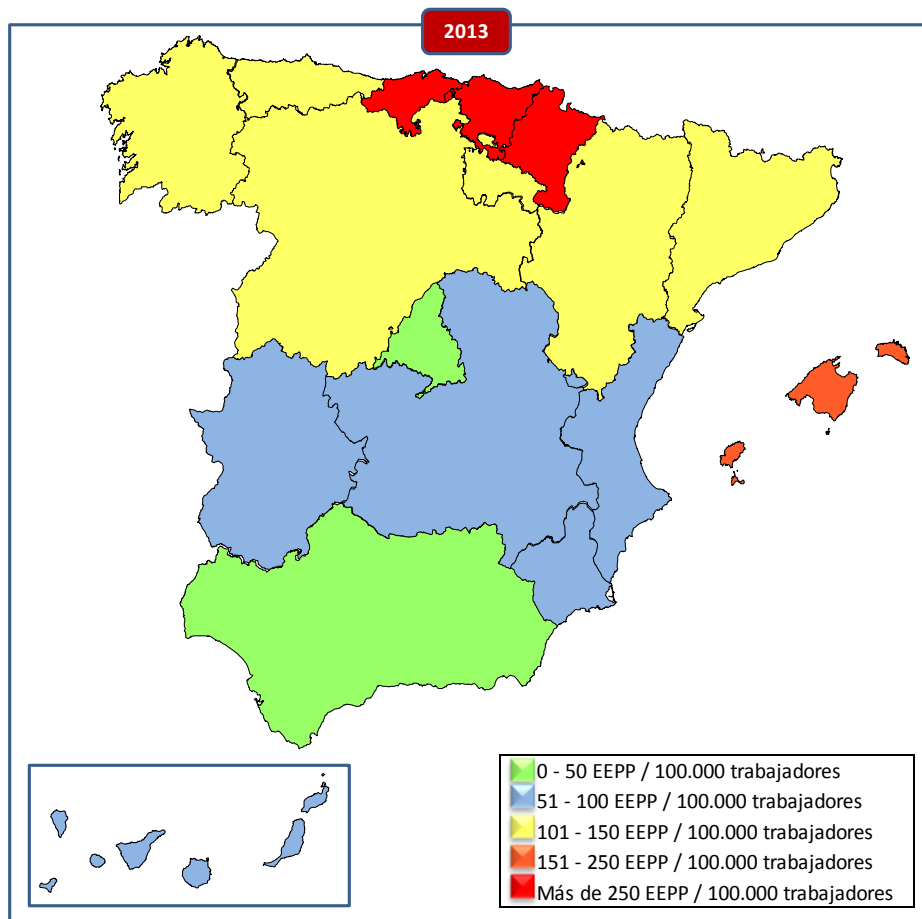 2013
0 - 50 EEPP / 100.000 trabajadores
51 - 100 EEPP / 100.000 trabajadores
101 - 150 EEPP / 100.000 trabajadores
151 - 250 EEPP / 100.000 trabajadores
Más de 250 EEPP / 100.000 trabajadores